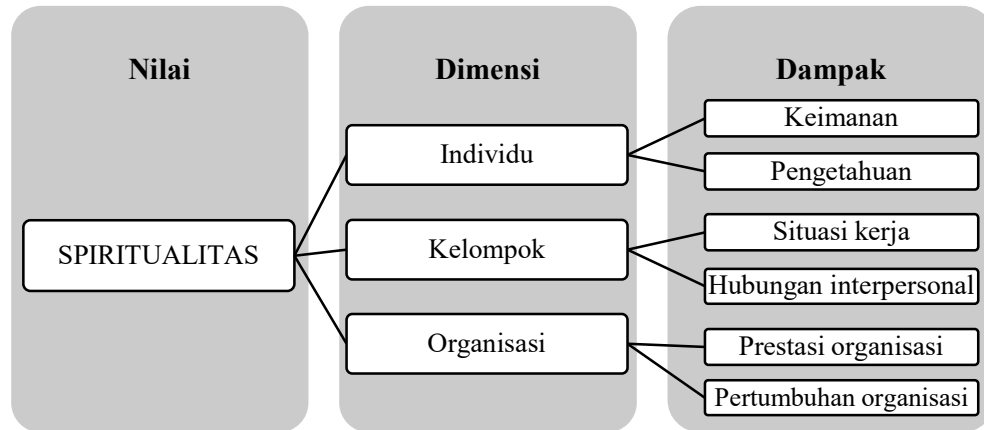 Nilai
Dimensi
Dampak
SPIRITUALITAS
Individu
Kelompok
Organisasi
Keimanan
Pengetahuan
Situasi kerja
Hubungan interpersonal
Prestasi organisasi
Pertumbuhan organisasi